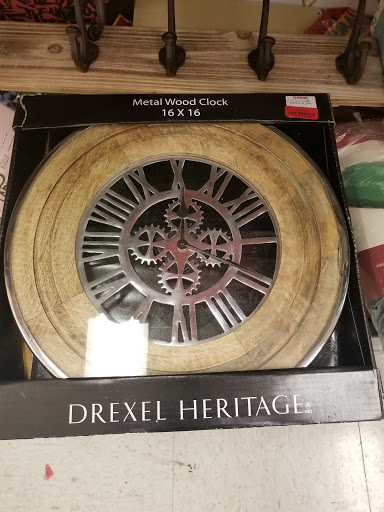 Metal Wood Clock
16 X 16
DREXEL HERITAGE®